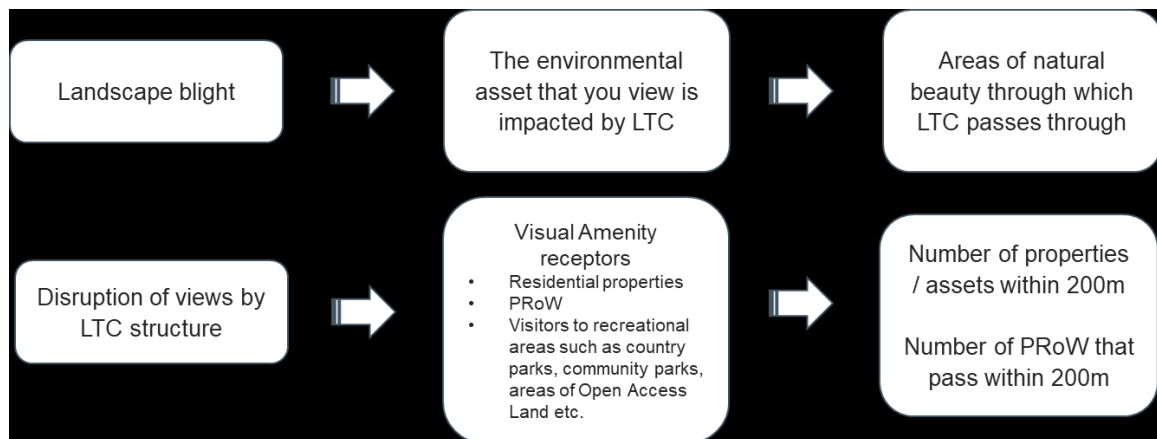 Landscape blight
The environmental
asset that you view is
impacted by LTC
Areas of natural
beauty through which
LTC passes through
Disruption of views by
LTC structure
Visual Amenity
receptors
• Residential properties
• PRoW
• Visitors to recreational
areas such as country
parks, community parks,
areas of Open Access
Land etc.
Number of properties
/ assets within 200m
Number of PRoW that
pass within 200m